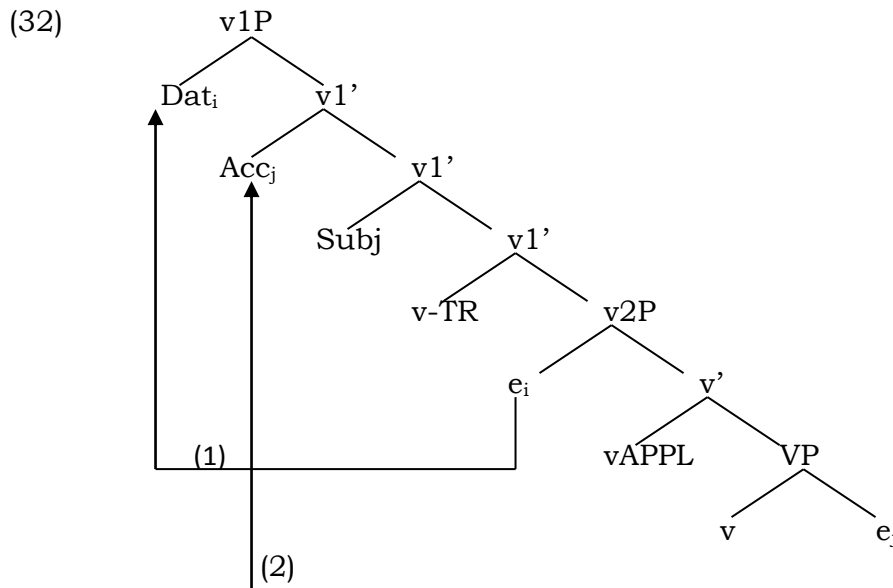 (32)
v1P
Datᵢ v1’
Accⱼ v1’
Subj v1’
v-TR v2P
eᵢ v’
(1) vAPPL VP
v eⱼ
(2)